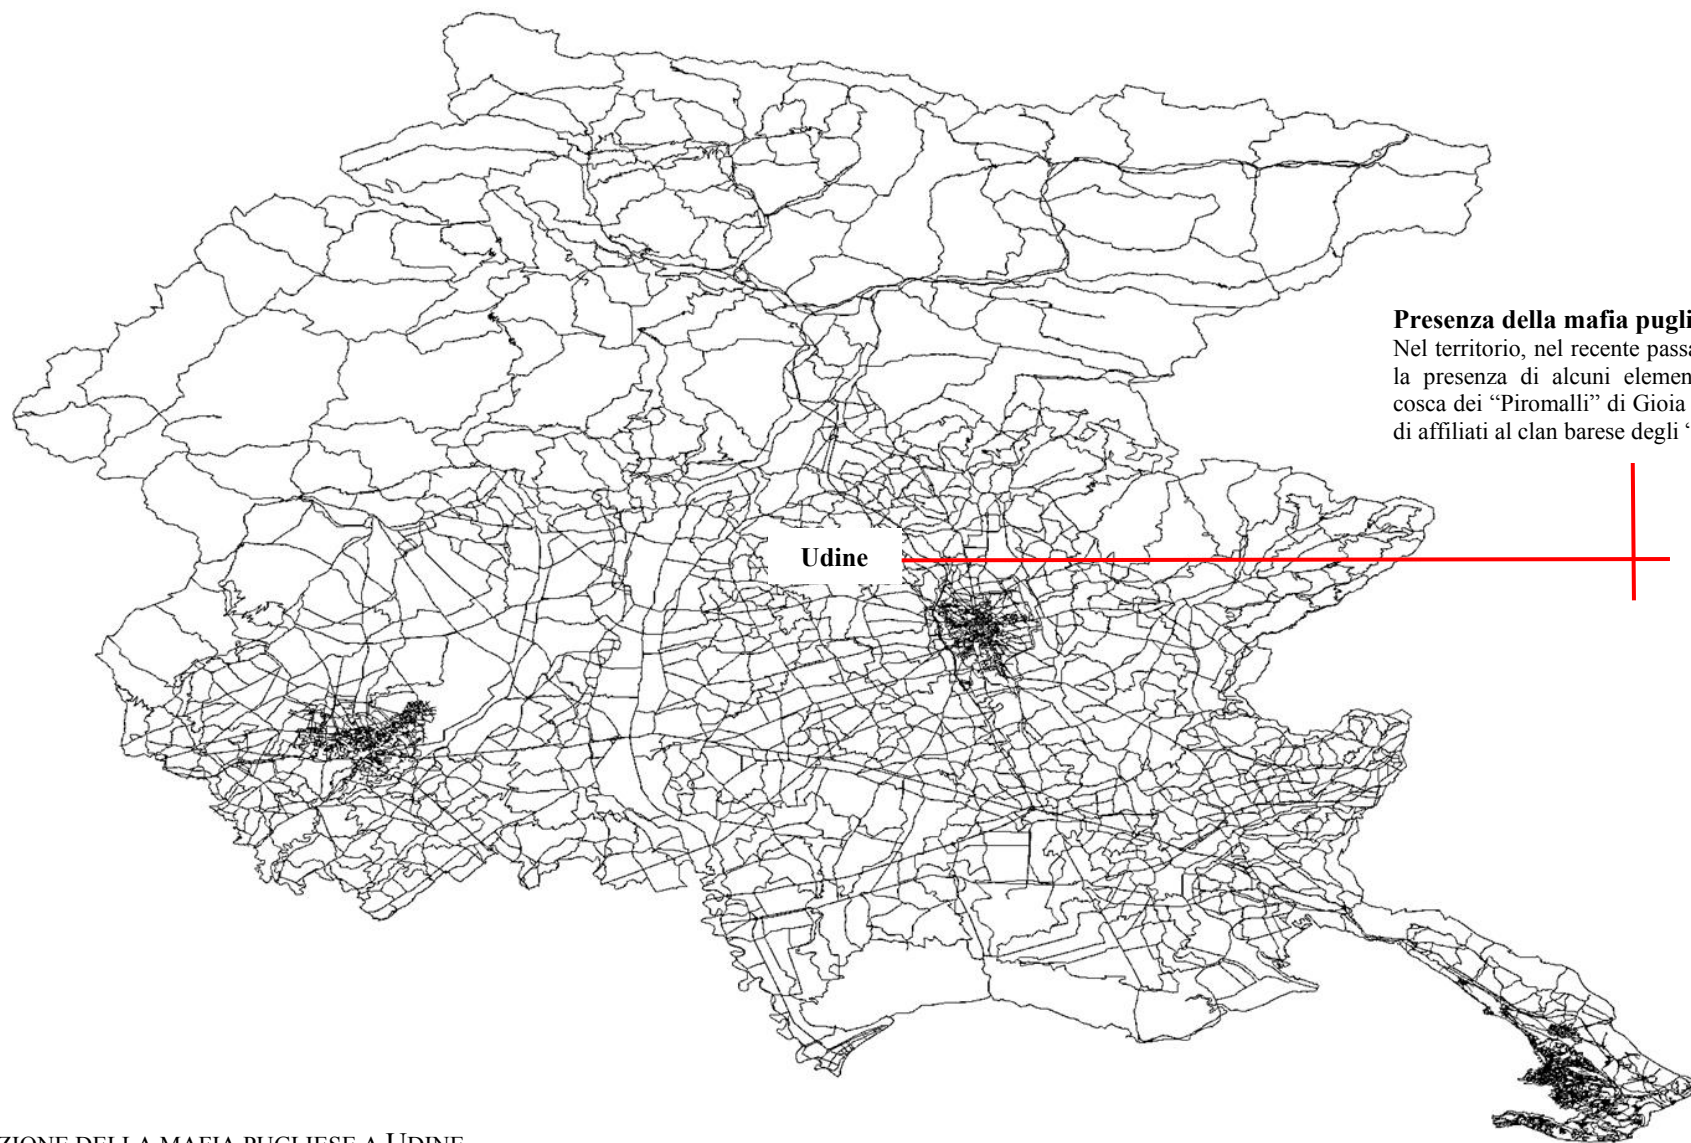 Presenza della mafia pugli
Nel territorio, nel recente passa
la presenza di alcuni elemen
cosca dei “Piromalli” di Gioia
di affiliati al clan barese degli “
Udine
ZIONE DELLA MAFIA PUGLIESE A UDINE